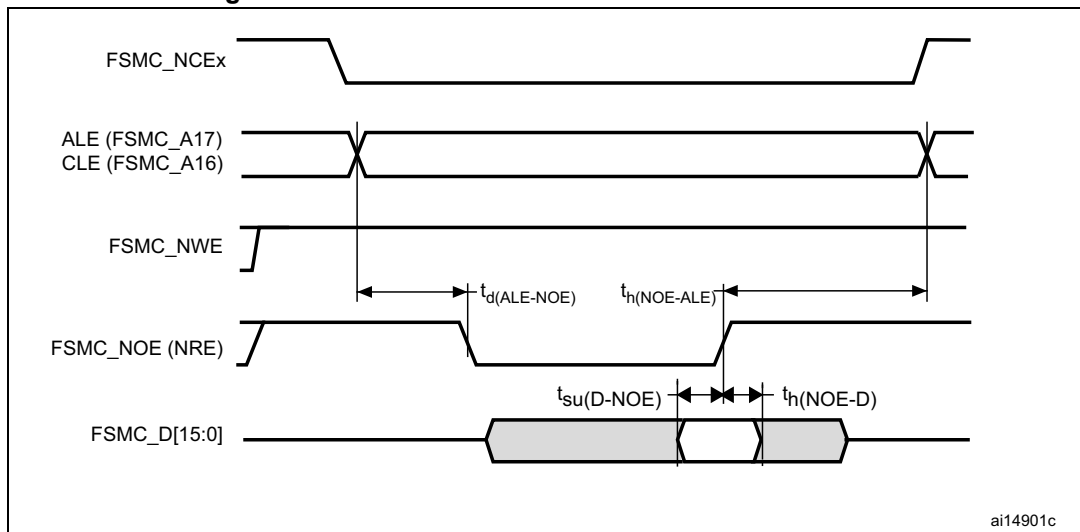 FSMC_NCEx
ALE (FSMC_A17)
CLE (FSMC_A16)
FSMC_NWE
td(ALE-NOE)
th(NOE-ALE)
FSMC_NOE (NRE)
tsu(D-NOE)
th(NOE-D)
FSMC_D[15:0]
ai14901c